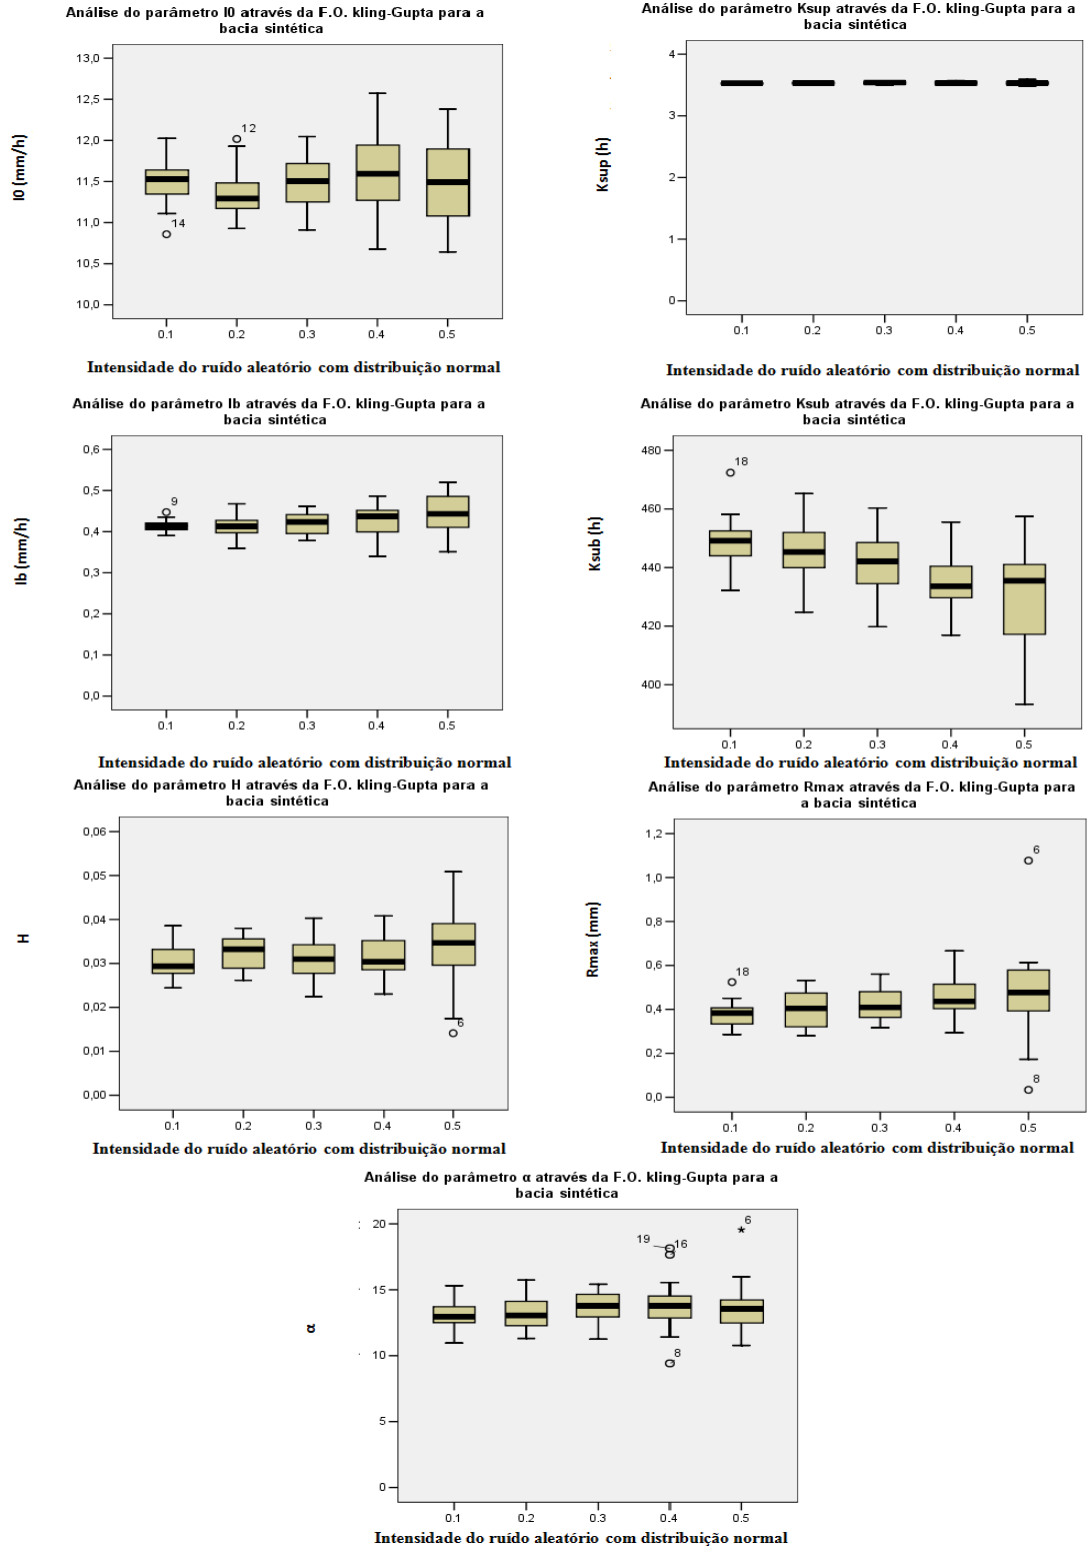 Análise do parâmetro I0 através da F.O. kling-Gupta para a
bacia sintética
I0 (mm/h)
13,0
12,5
12,0
11,5
11,0
10,5
10,0
12
14
0.1 0.2 0.3 0.4 0.5
Intensidade do ruído aleatório com distribuição normal
Análise do parâmetro Ksup através da F.O. kling-Gupta para a
bacia sintética
Ksup (h)
4
3
2
1
0
0.1 0.2 0.3 0.4 0.5
Intensidade do ruído aleatório com distribuição normal
Análise do parâmetro Ib através da F.O. kling-Gupta para a
bacia sintética
Ib (mm/h)
0,6
0,5
0,4
0,3
0,2
0,1
0,0
9
0.1 0.2 0.3 0.4 0.5
Intensidade do ruído aleatório com distribuição normal
Análise do parâmetro Ksub através da F.O. kling-Gupta para a
bacia sintética
Ksub (h)
480
460
440
420
400
18
0.1 0.2 0.3 0.4 0.5
Intensidade do ruído aleatório com distribuição normal
Análise do parâmetro H através da F.O. kling-Gupta para a
bacia sintética
H
0,06
0,05
0,04
0,03
0,02
0,01
0,00
6
0.1 0.2 0.3 0.4 0.5
Intensidade do ruído aleatório com distribuição normal
Análise do parâmetro Rmax através da F.O. kling-Gupta para
a bacia sintética
Rmax (mm)
1,2
1,0
0,8
0,6
0,4
0,2
0,0
18
6
8
0.1 0.2 0.3 0.4 0.5
Intensidade do ruído aleatório com distribuição normal
Análise do parâmetro α através da F.O. kling-Gupta para a
bacia sintética
α
20
15
10
5
0
19 16
8
6
0.1 0.2 0.3 0.4 0.5
Intensidade do ruído aleatório com distribuição normal